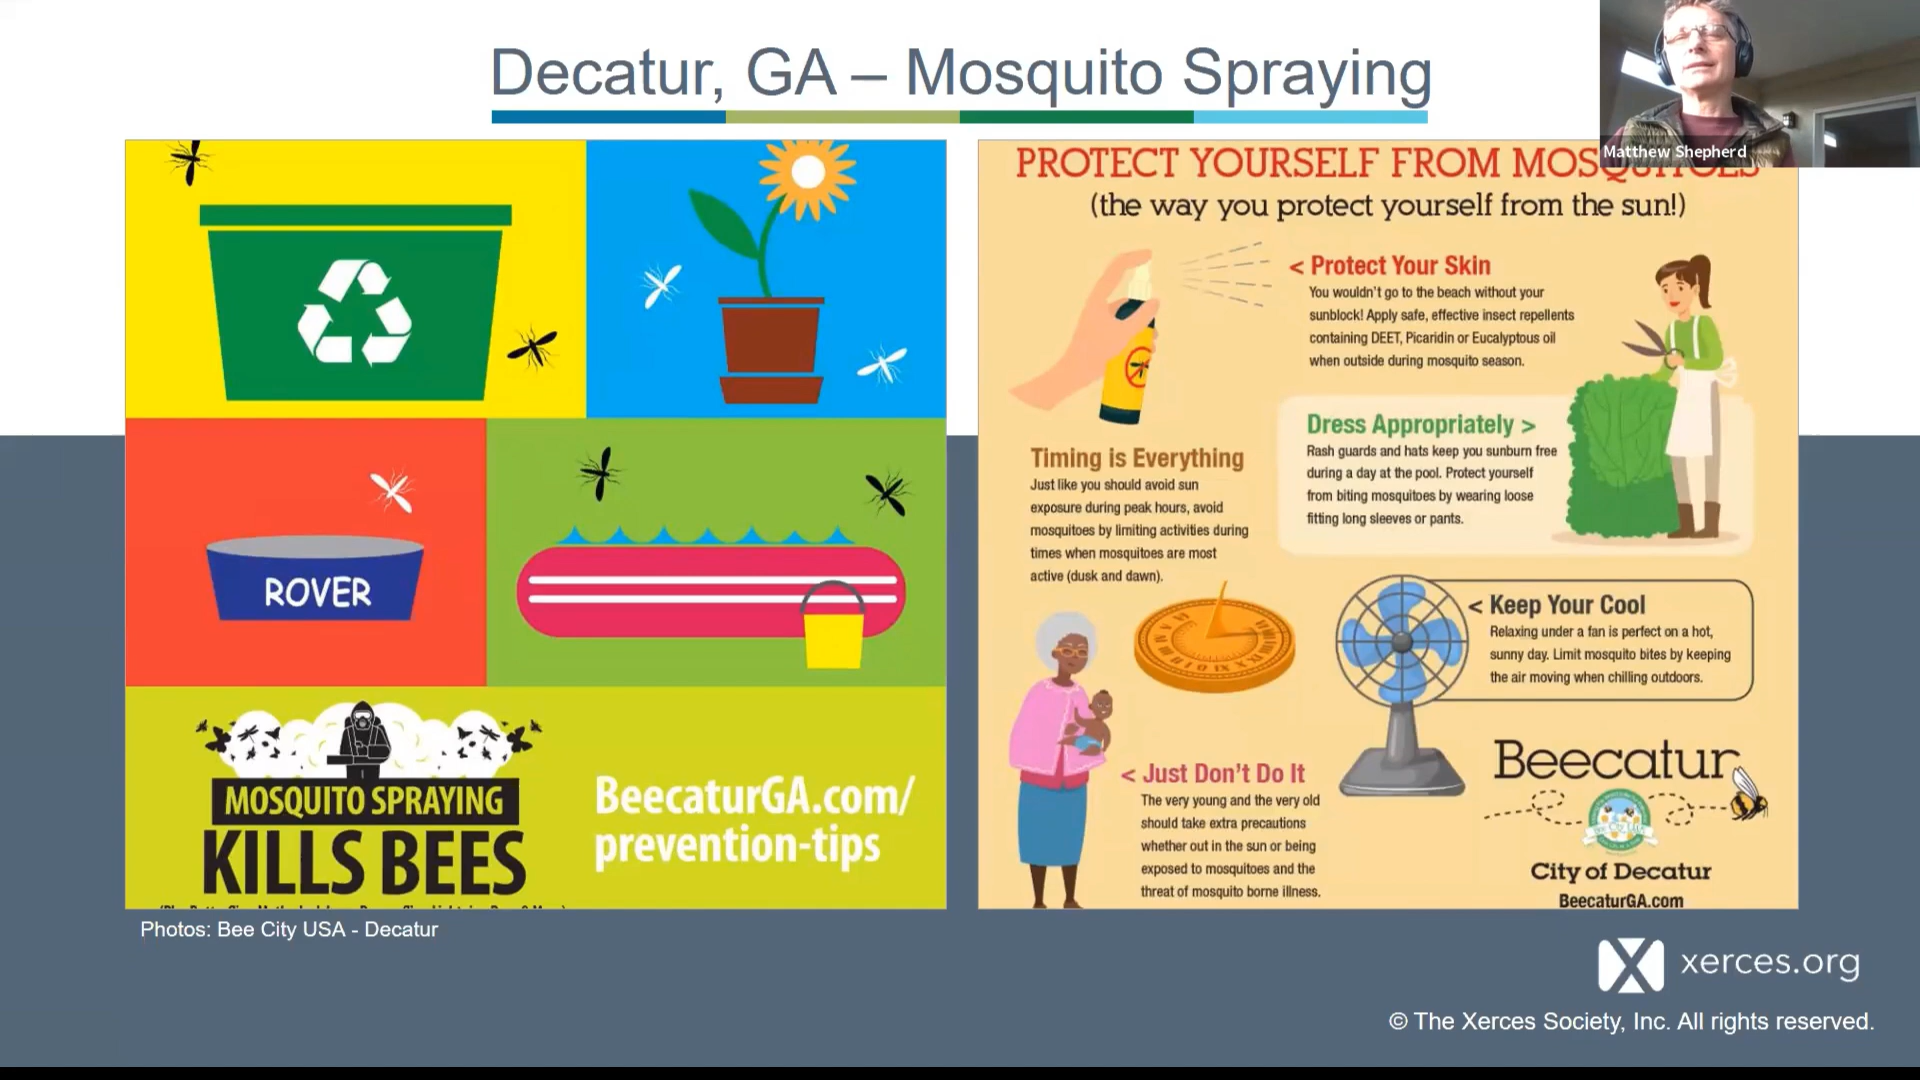 Decatur, GA – Mosquito Spraying
Matthew Shepherd
ROVER
MOSQUITO SPRAYING
KILLS BEES
BeecaturGA.com/
prevention-tips
PROTECT YOURSELF FROM MOSQUITOES
(the way you protect yourself from the sun!)
< Protect Your Skin
You wouldn't go to the beach without your
sunblock! Apply safe, effective insect repellents
containing DEET, Picaridin or Eucalyptous oil
when outside during mosquito season.
Dress Appropriately >
Rash guards and hats keep you sunburn free
during a day at the pool. Protect yourself
from biting mosquitoes by wearing loose
fitting long sleeves or pants.
Timing is Everything
Just like you should avoid sun
exposure during peak hours, avoid
mosquitoes by limiting activities during
times when mosquitoes are most
active (dusk and dawn).
< Keep Your Cool
Relaxing under a fan is perfect on a hot,
sunny day. Limit mosquito bites by keeping
the air moving when chilling outdoors.
< Just Don't Do It
The very young and the very old
should take extra precautions
whether out in the sun or being
exposed to mosquitoes and the
threat of mosquito borne illness.
Beecatur
City of Decatur
BeecaturGA.com
Photos: Bee City USA - Decatur
xerces.org
© The Xerces Society, Inc. All rights reserved.